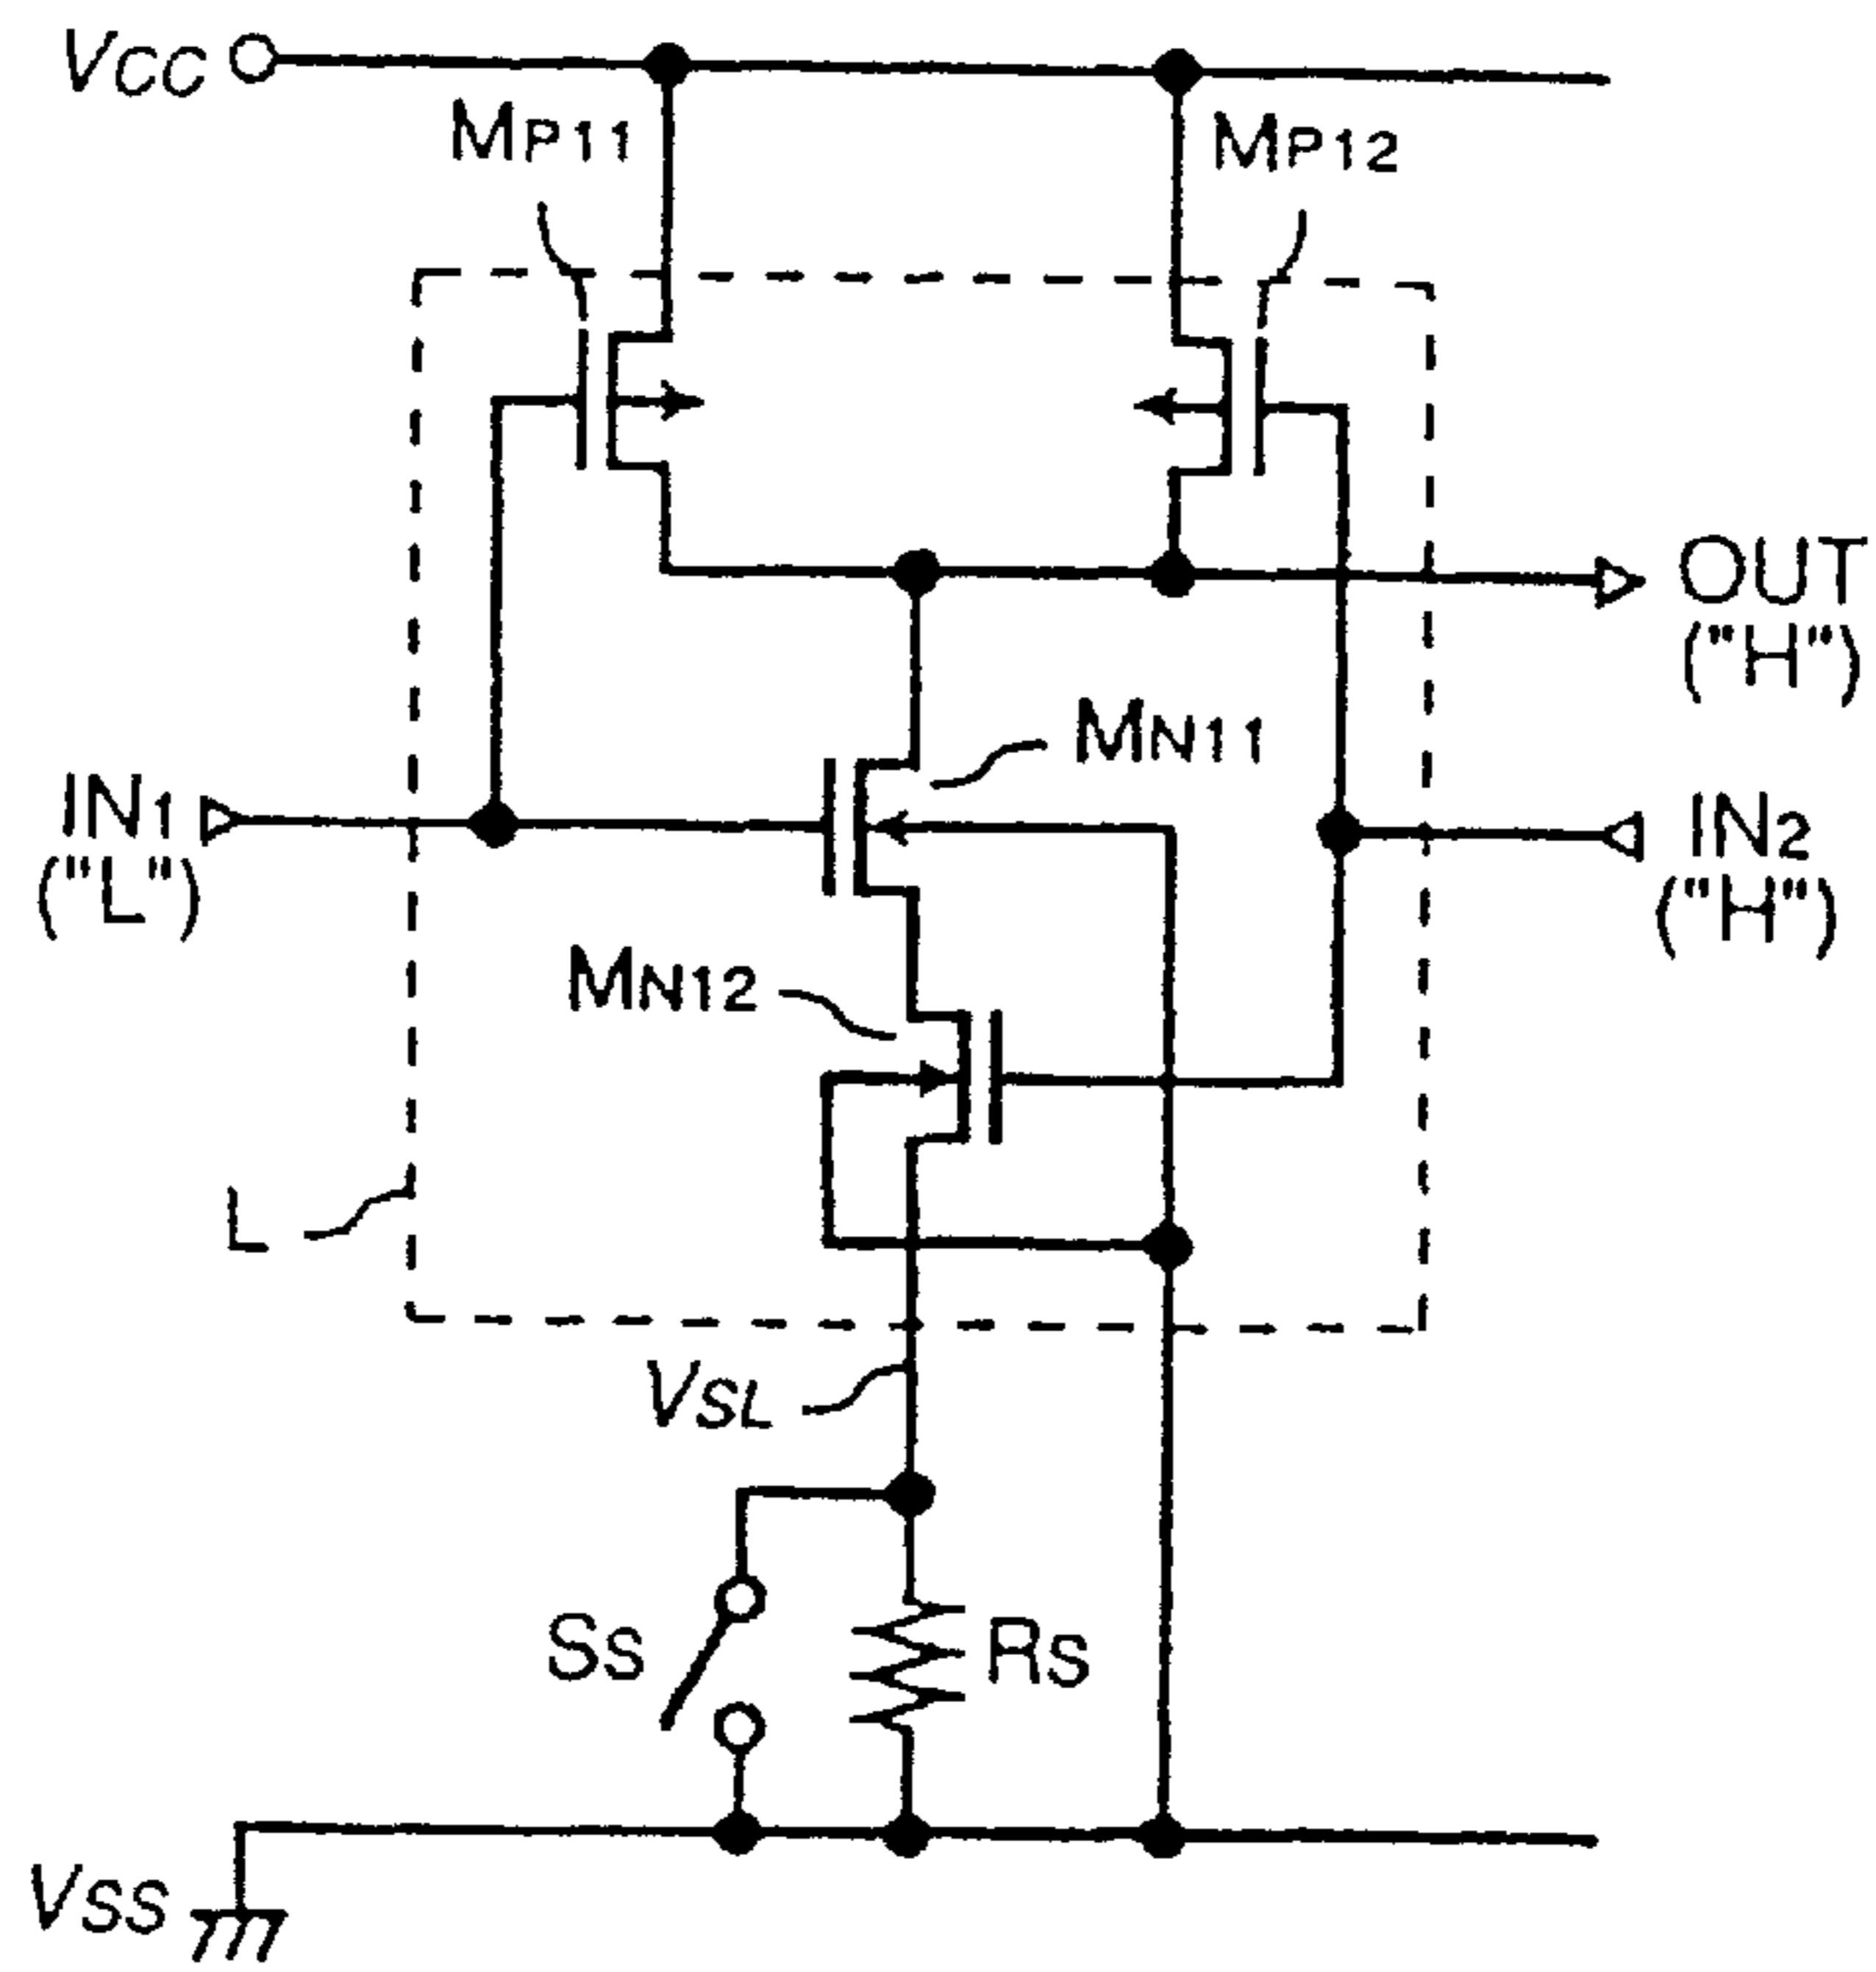 VCC
MP11
MP12
OUT
("H")
MN11
IN1
("L")
IN2
("H")
MN12
L
VSL
SS
RS
VSS